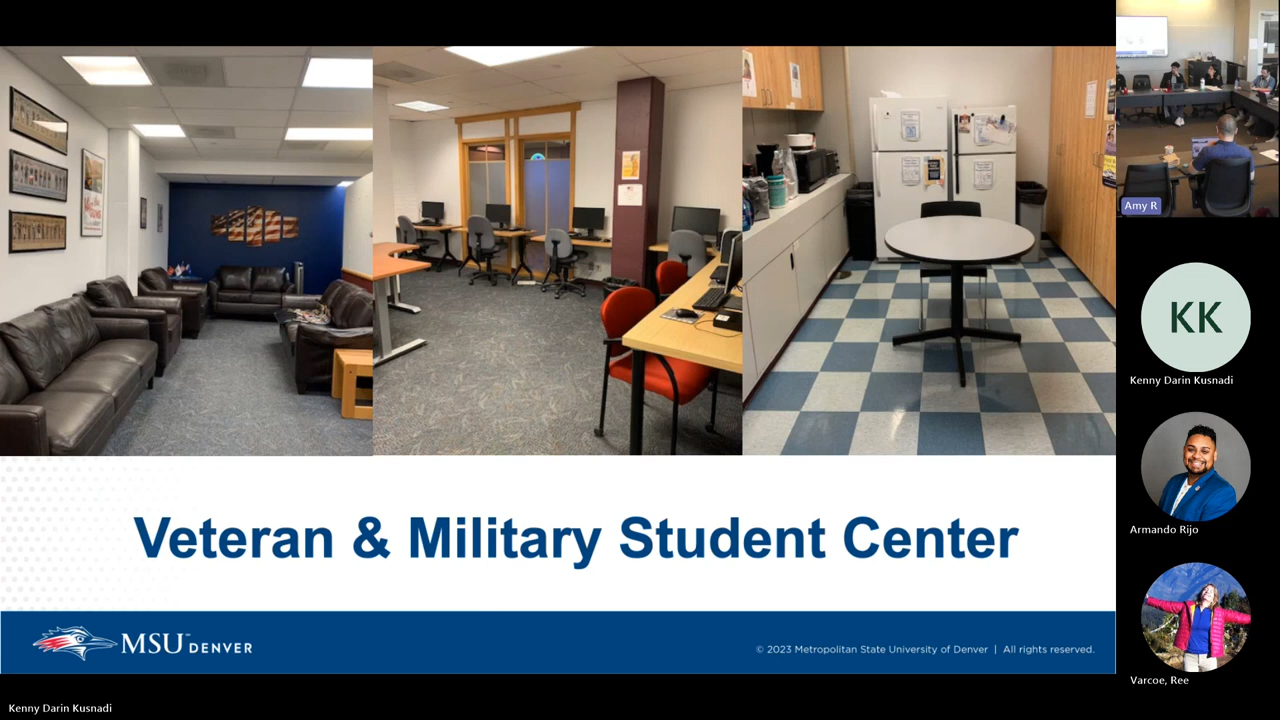 Veteran & Military Student Center
MSU DENVER
© 2023 Metropolitan State University of Denver | All rights reserved.
Amy R
KK
Kenny Darin Kusnadi
Armando Rijo
Varcoe, Ree
Kenny Darin Kusnadi